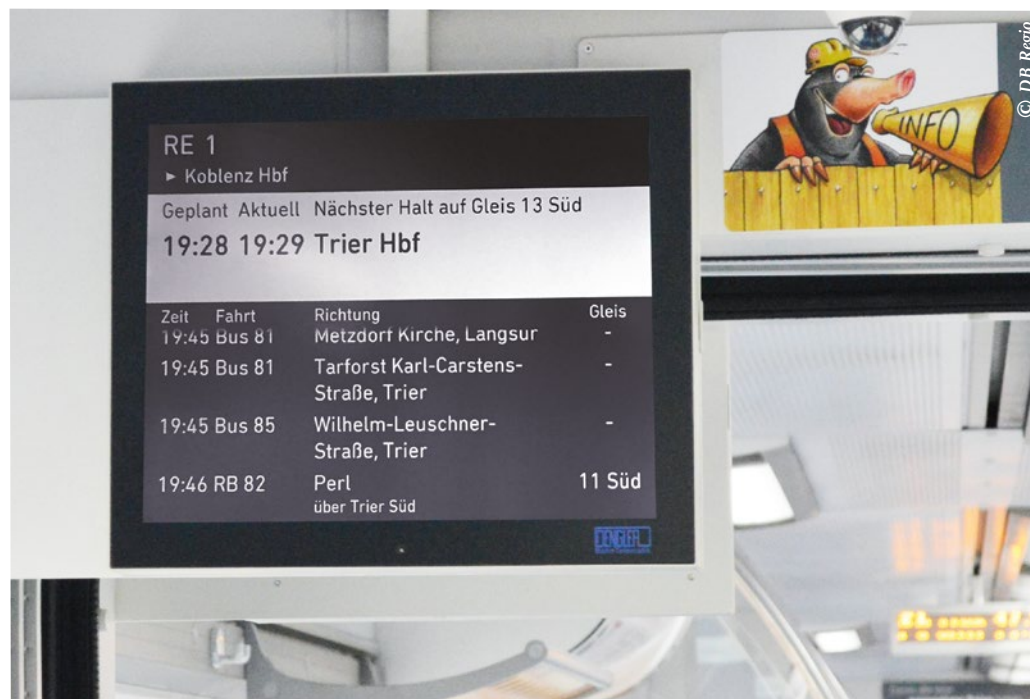 © DB Regio
INFO
RE 1
► Koblenz Hbf
Geplant Aktuell Nächster Halt auf Gleis 13 Süd
19:28 19:29 Trier Hbf
Zeit Fahrt Richtung Gleis
19:45 Bus 81 Metzdorf Kirche, Langsur -
19:45 Bus 81 Tarforst Karl-Carstens- -
Straße, Trier
19:45 Bus 85 Wilhelm-Leuschner- -
Straße, Trier
19:46 RB 82 Perl 11 Süd
über Trier Süd